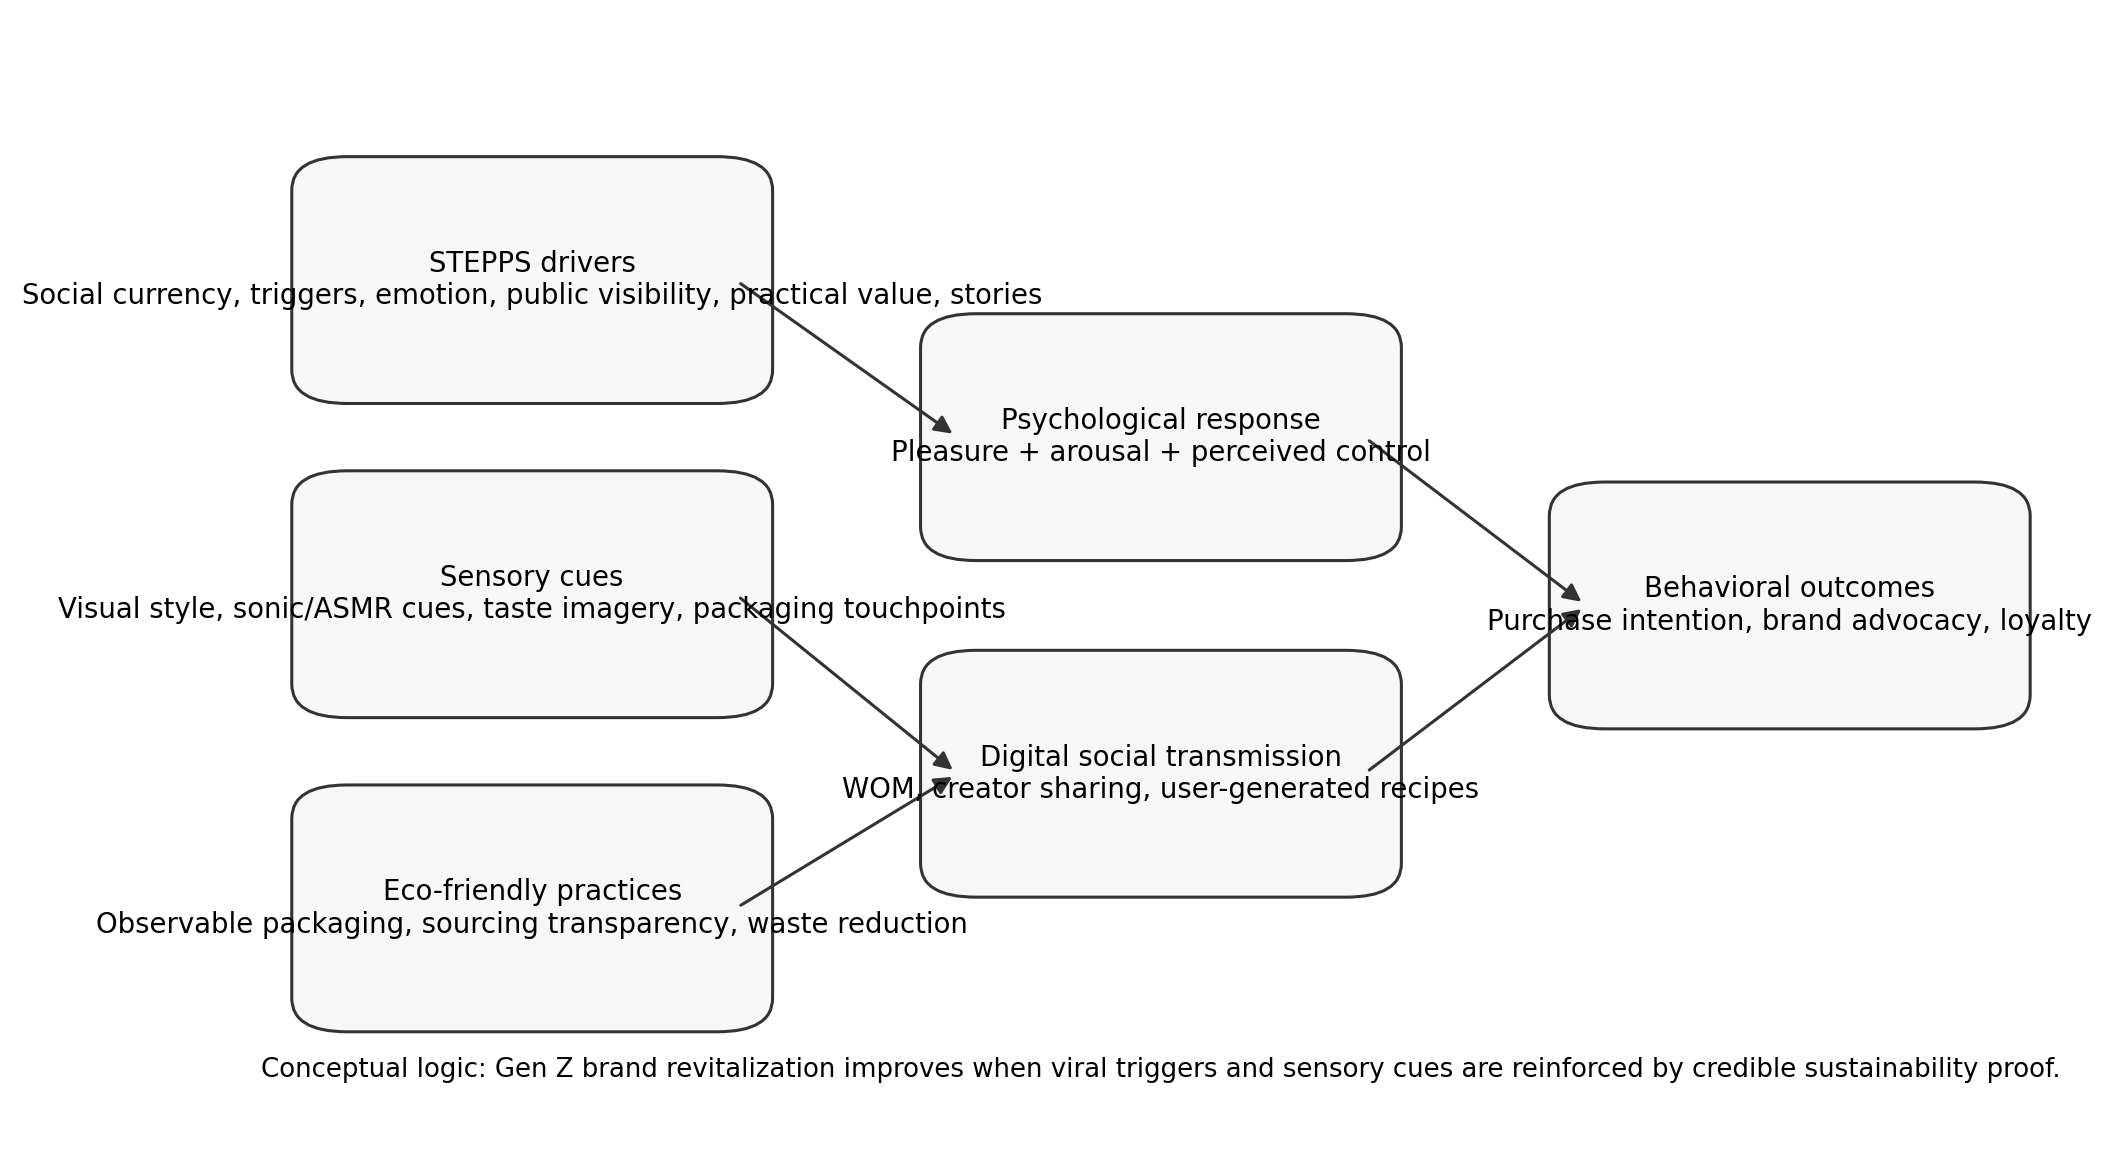 STEPPS drivers
Social currency, triggers, emotion, public visibility, practical value, stories
Sensory cues
Visual style, sonic/ASMR cues, taste imagery, packaging touchpoints
Eco-friendly practices
Observable packaging, sourcing transparency, waste reduction
Psychological response
Pleasure + arousal + perceived control
Digital social transmission
WOM, creator sharing, user-generated recipes
Behavioral outcomes
Purchase intention, brand advocacy, loyalty
Conceptual logic: Gen Z brand revitalization improves when viral triggers and sensory cues are reinforced by credible sustainability proof.